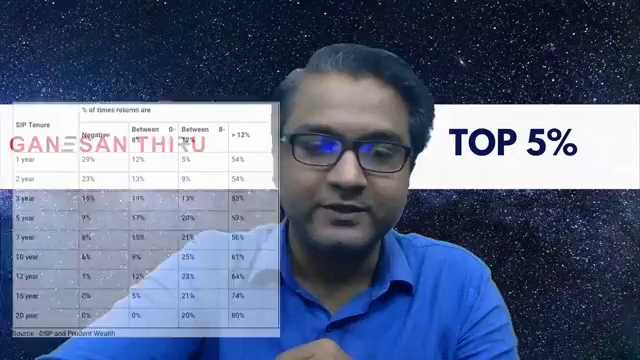 % of times returns are
SIP Tenure
Negative Between 0-8% Between 8-12% > 12%
GANESAN THIRU
TOP 5%
1 year 29% 12% 5% 54%
2 year 23% 13% 9% 54%
3 year 15% 19% 13% 53%
5 year 9% 17% 20% 53%
7 year 8% 15% 21% 56%
10 year 6% 9% 25% 61%
12 year 1% 12% 23% 64%
15 year 0% 5% 21% 74%
20 year 0% 0% 20% 80%
Source -DSP and Prudent Wealth